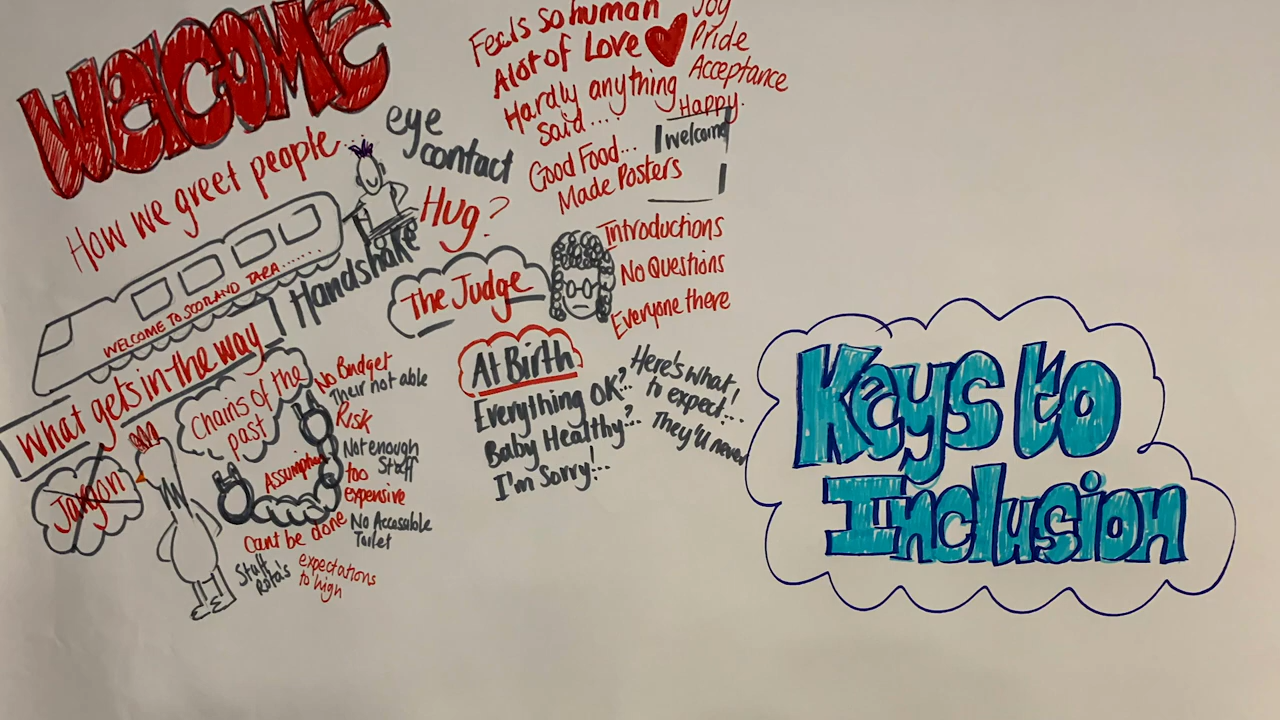 WELCOME
How we greet people
eye
contact
Hug?
Handshake
WELCOME TO SCOTLAND TARA.......
Feels so human
Alot of Love
Hardly anything
Said...
Good Food...
Made Posters
Joy
Pride
Acceptance
Happy.
welcome
The Judge
Introductions
No Questions
Everyone there
What gets in the way
Jargon
Chains of the
past
Assumptions
No Budget
Their not able
Risk
Not enough
Staff
too
expensive
No Accesable
Toilet
Cant be done
Staff
Rota's
expectations
to high
At Birth
Everything OK?
Baby Healthy?
I'm Sorry!...
Here's what!
to expect...
They'll never
Keys to
Inclusion